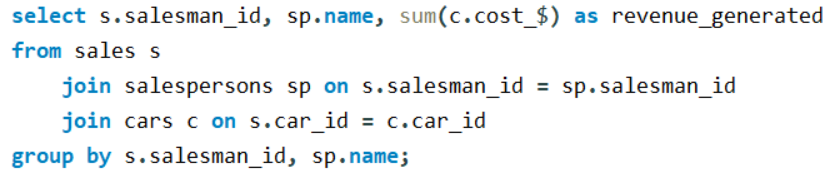 select s.salesman_id, sp.name, sum(c.cost_$) as revenue_generated
from sales s
    join salespersons sp on s.salesman_id = sp.salesman_id
    join cars c on s.car_id = c.car_id
group by s.salesman_id, sp.name;